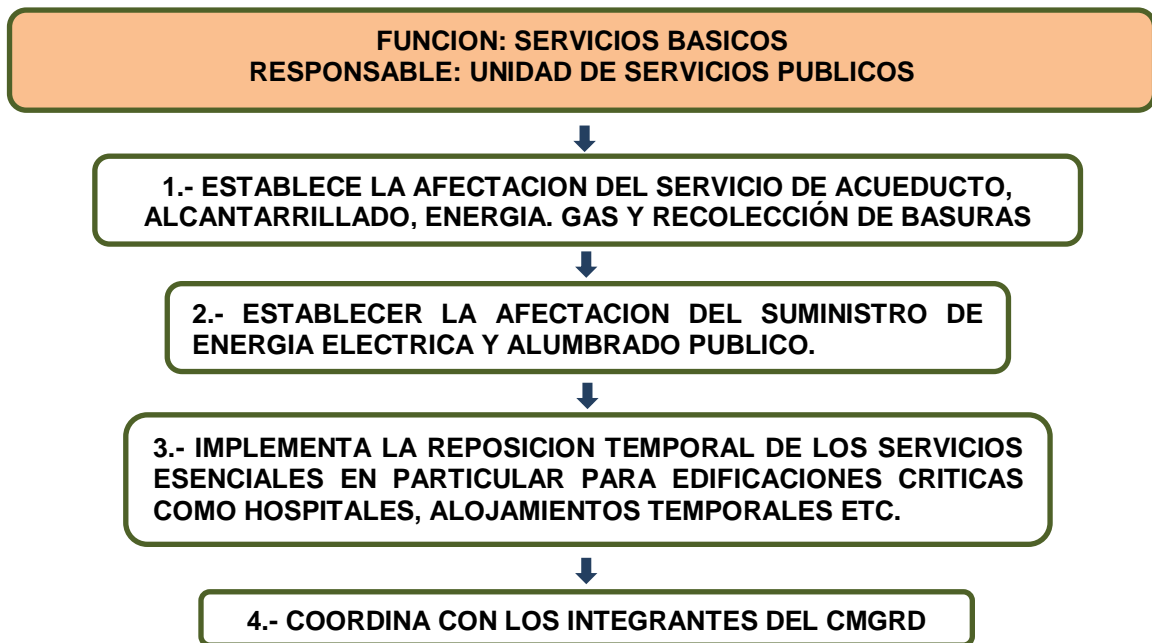 FUNCION: SERVICIOS BASICOS
RESPONSABLE: UNIDAD DE SERVICIOS PUBLICOS
1.- ESTABLECE LA AFECTACION DEL SERVICIO DE ACUEDUCTO,
ALCANTARRILLADO, ENERGIA. GAS Y RECOLECCIÓN DE BASURAS
2.- ESTABLECER LA AFECTACION DEL SUMINISTRO DE
ENERGIA ELECTRICA Y ALUMBRADO PUBLICO.
3.- IMPLEMENTA LA REPOSICION TEMPORAL DE LOS SERVICIOS
ESENCIALES EN PARTICULAR PARA EDIFICACIONES CRITICAS
COMO HOSPITALES, ALOJAMIENTOS TEMPORALES ETC.
4.- COORDINA CON LOS INTEGRANTES DEL CMGRD